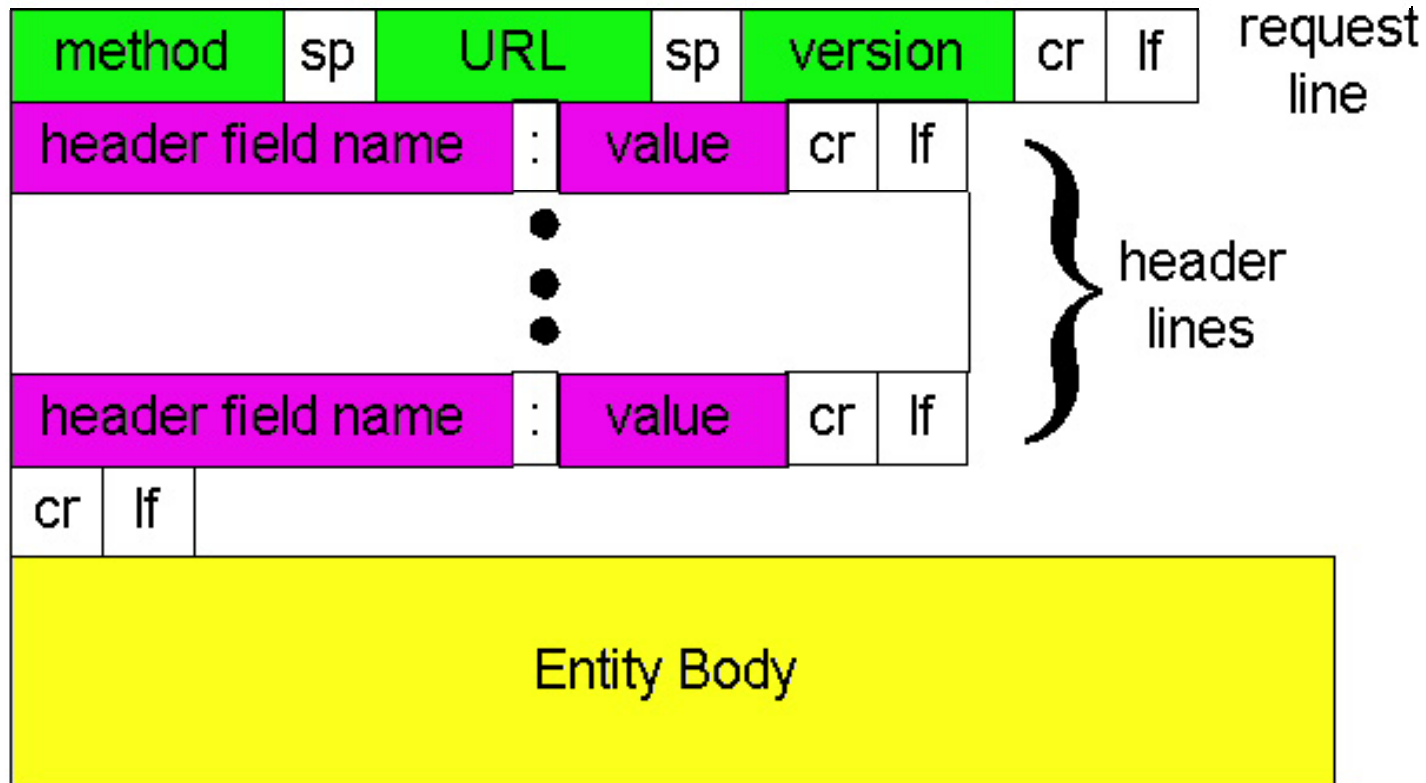 method sp URL sp version cr lf request line
header field name : value cr lf
header lines
header field name : value cr lf
cr lf
Entity Body